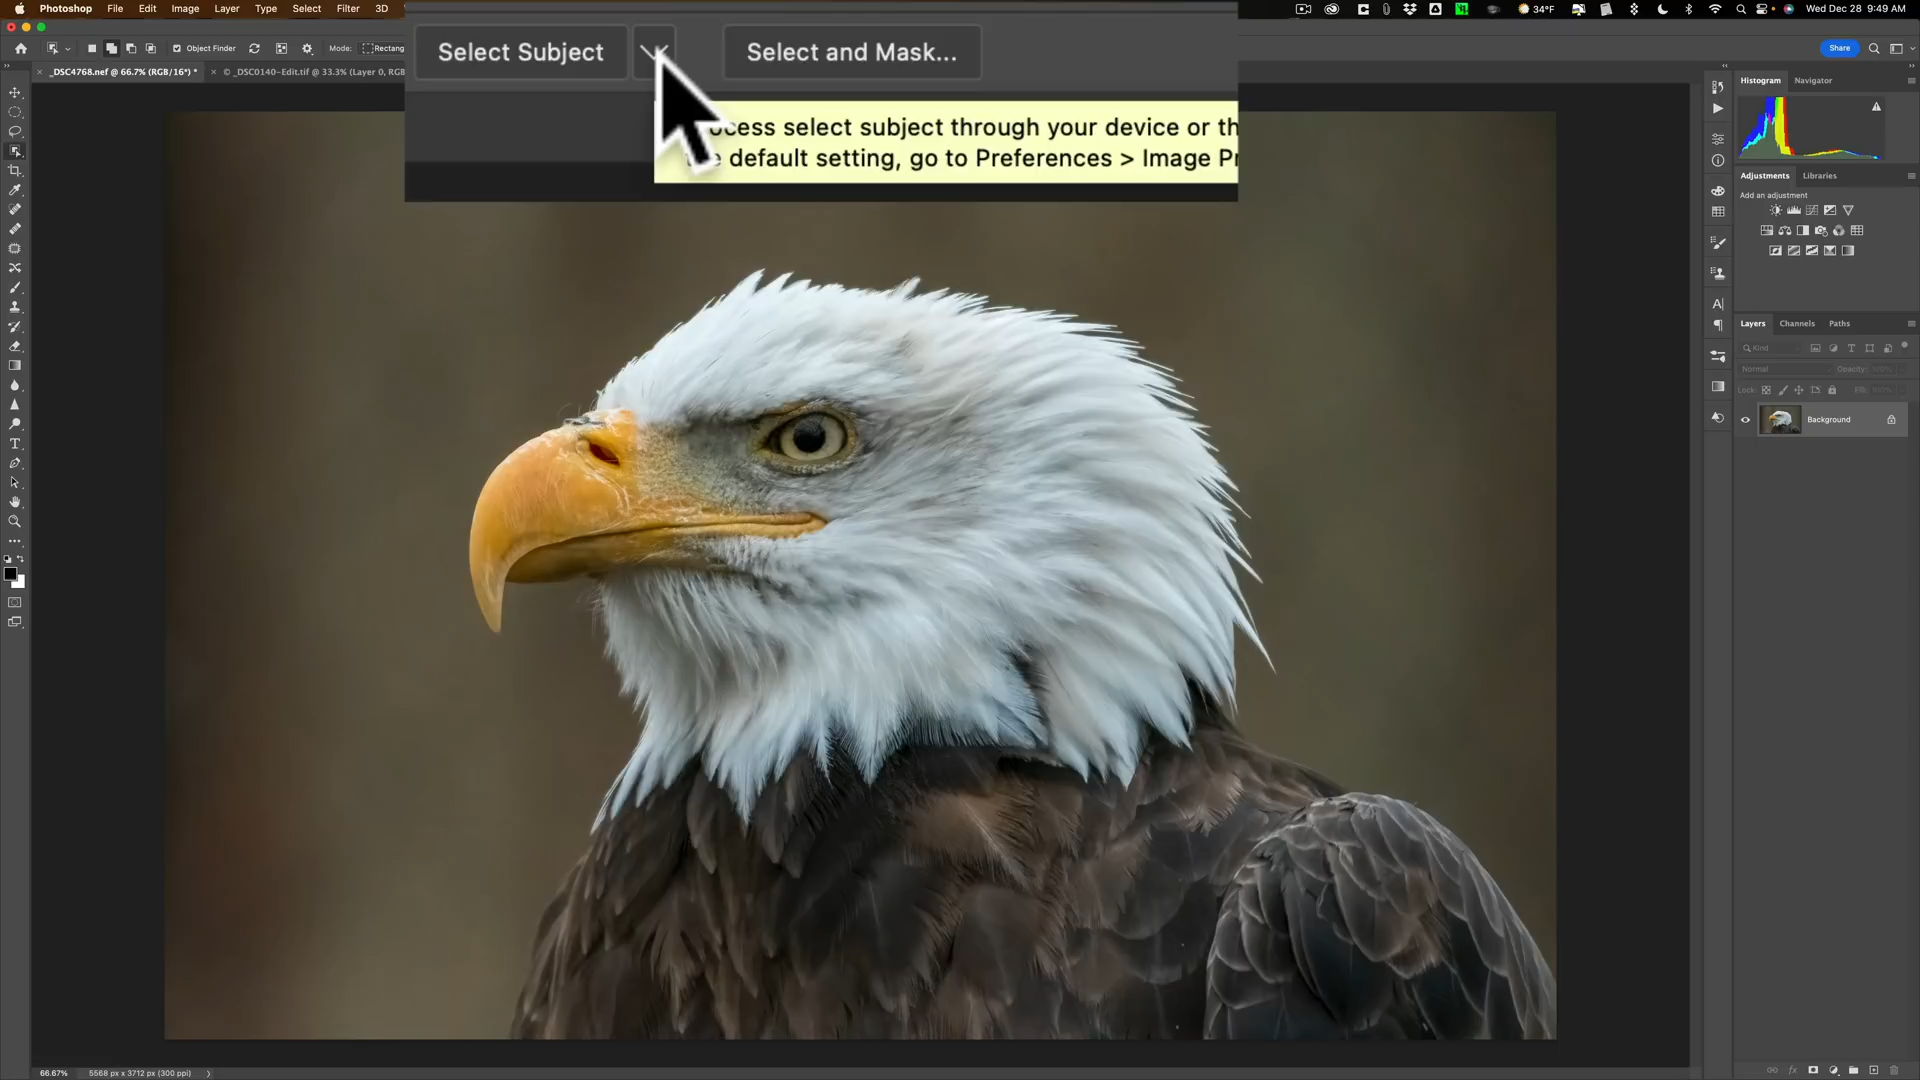 Photoshop File Edit Image Layer Type Select Filter 3D
34°F Wed Dec 28 9:49 AM
Object Finder Mode: Rectang
Select Subject Select and Mask...
Share
_DSC4768.nef @ 66.7% (RGB/16*) * © _DSC0140-Edit.tif @ 33.3% (Layer 0, RGB
cess select subject through your device or th
default setting, go to Preferences > Image Pr
Histogram Navigator
Adjustments Libraries
Add an adjustment
Layers Channels Paths
Kind
Normal Opacity:
Lock: Fill:
Background
66.67% 5568 px x 3712 px (300 ppi)